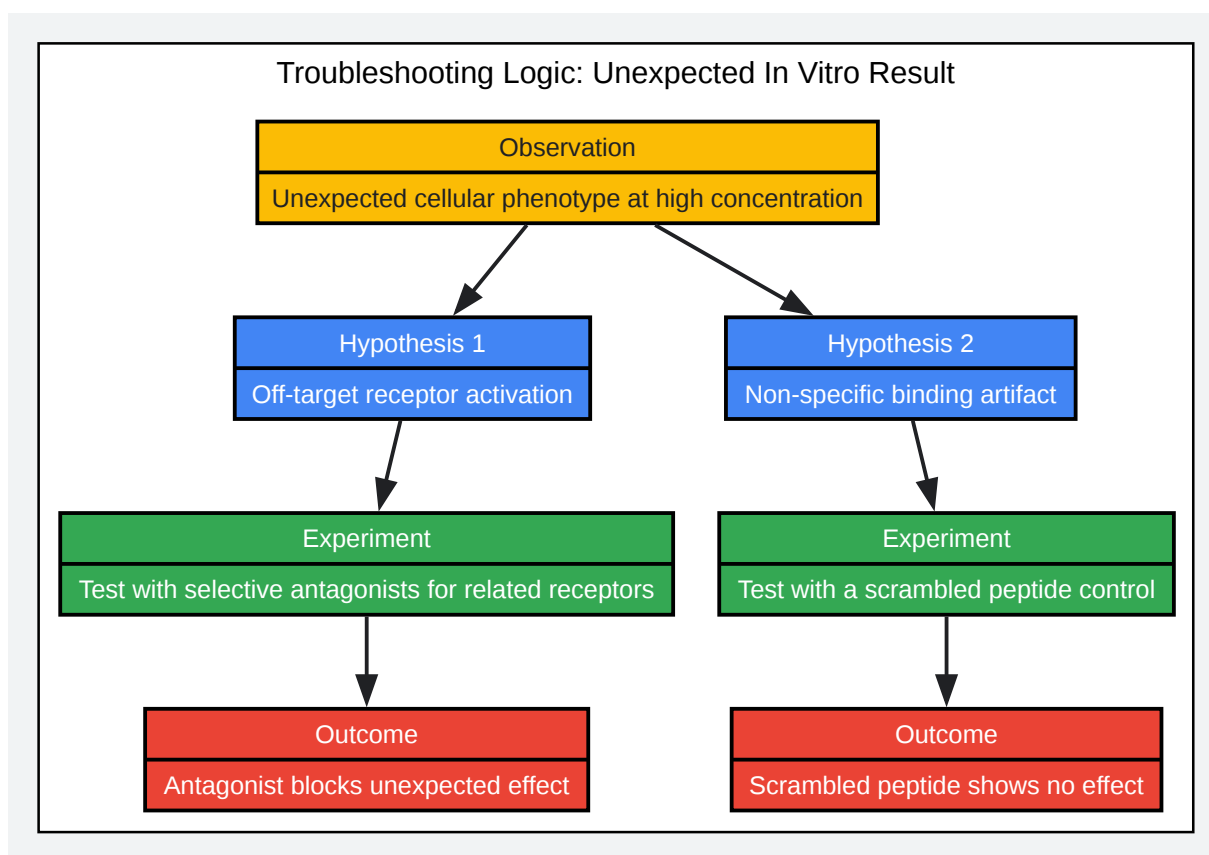 Troubleshooting Logic: Unexpected In Vitro Result
Observation
Unexpected cellular phenotype at high concentration
Hypothesis 1
Off-target receptor activation
Hypothesis 2
Non-specific binding artifact
Experiment
Test with selective antagonists for related receptors
Experiment
Test with a scrambled peptide control
Outcome
Antagonist blocks unexpected effect
Outcome
Scrambled peptide shows no effect